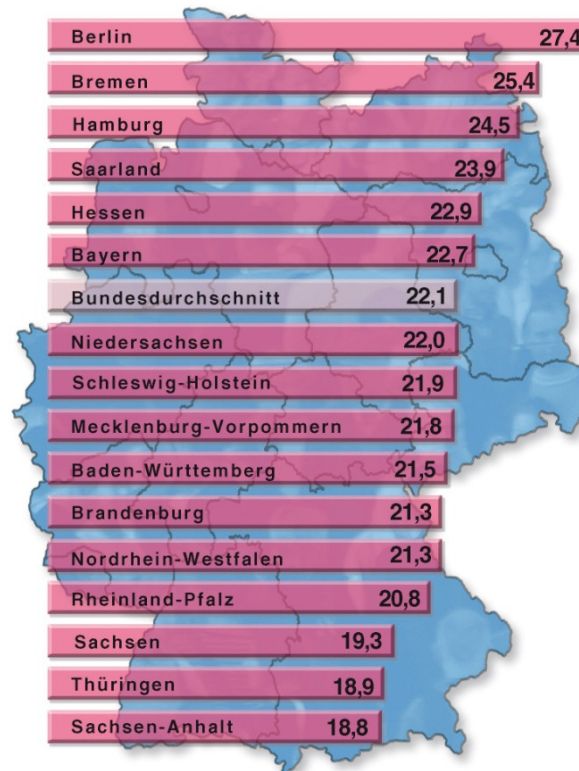 Berlin 27,4
Bremen 25,4
Hamburg 24,5
Saarland 23,9
Hessen 22,9
Bayern 22,7
Bundesdurchschnitt 22,1
Niedersachsen 22,0
Schleswig-Holstein 21,9
Mecklenburg-Vorpommern 21,8
Baden-Württemberg 21,5
Brandenburg 21,3
Nordrhein-Westfalen 21,3
Rheinland-Pfalz 20,8
Sachsen 19,3
Thüringen 18,9
Sachsen-Anhalt 18,8